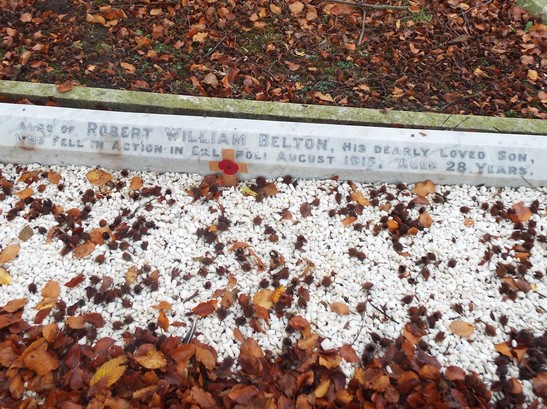 ALSO OF ROBERT WILLIAM BELTON, HIS DEARLY LOVED SON,
WHO FELL IN ACTION IN GALLIPOLI AUGUST 1915, AGED 28 YEARS.